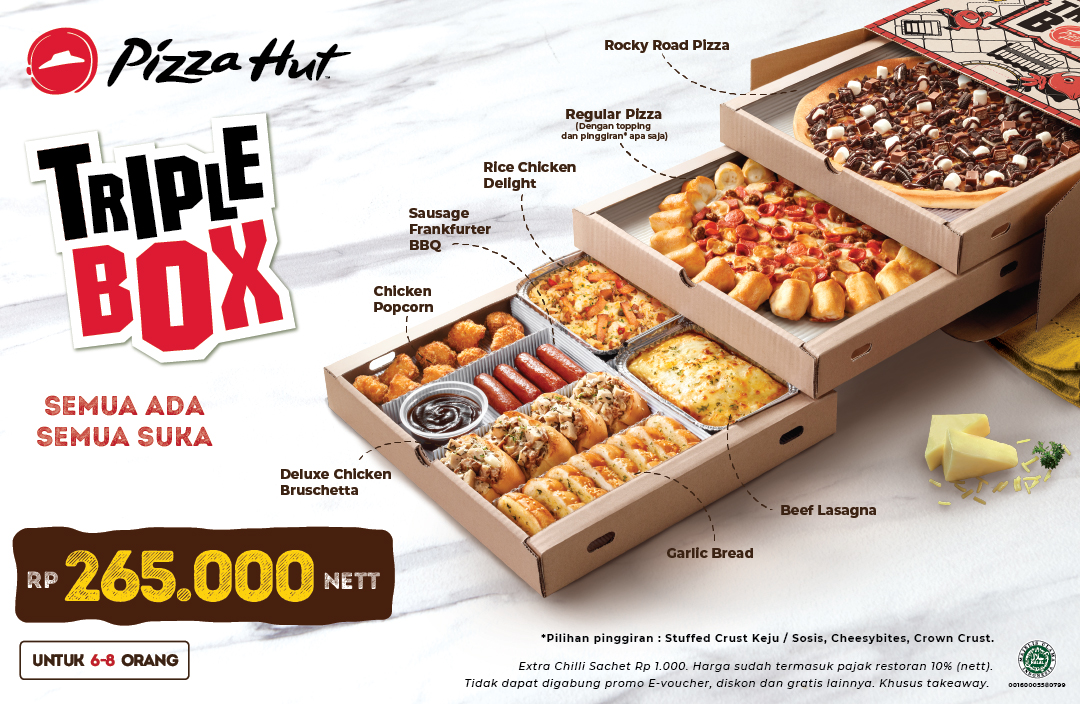 Pizza Hut
TRIPLE
BOX
SEMUA ADA
SEMUA SUKA
RP 265.000 NETT
UNTUK 6-8 ORANG
Rocky Road Pizza
Regular Pizza
(Dengan topping
dan pinggiran* apa saja)
Rice Chicken
Delight
Sausage
Frankfurter
BBQ
Chicken
Popcorn
Deluxe Chicken
Bruschetta
Beef Lasagna
Garlic Bread
*Pilihan pinggiran : Stuffed Crust Keju / Sosis, Cheesybites, Crown Crust.
Extra Chilli Sachet Rp 1.000. Harga sudah termasuk pajak restoran 10% (nett).
Tidak dapat digabung promo E-voucher, diskon dan gratis lainnya. Khusus takeaway.